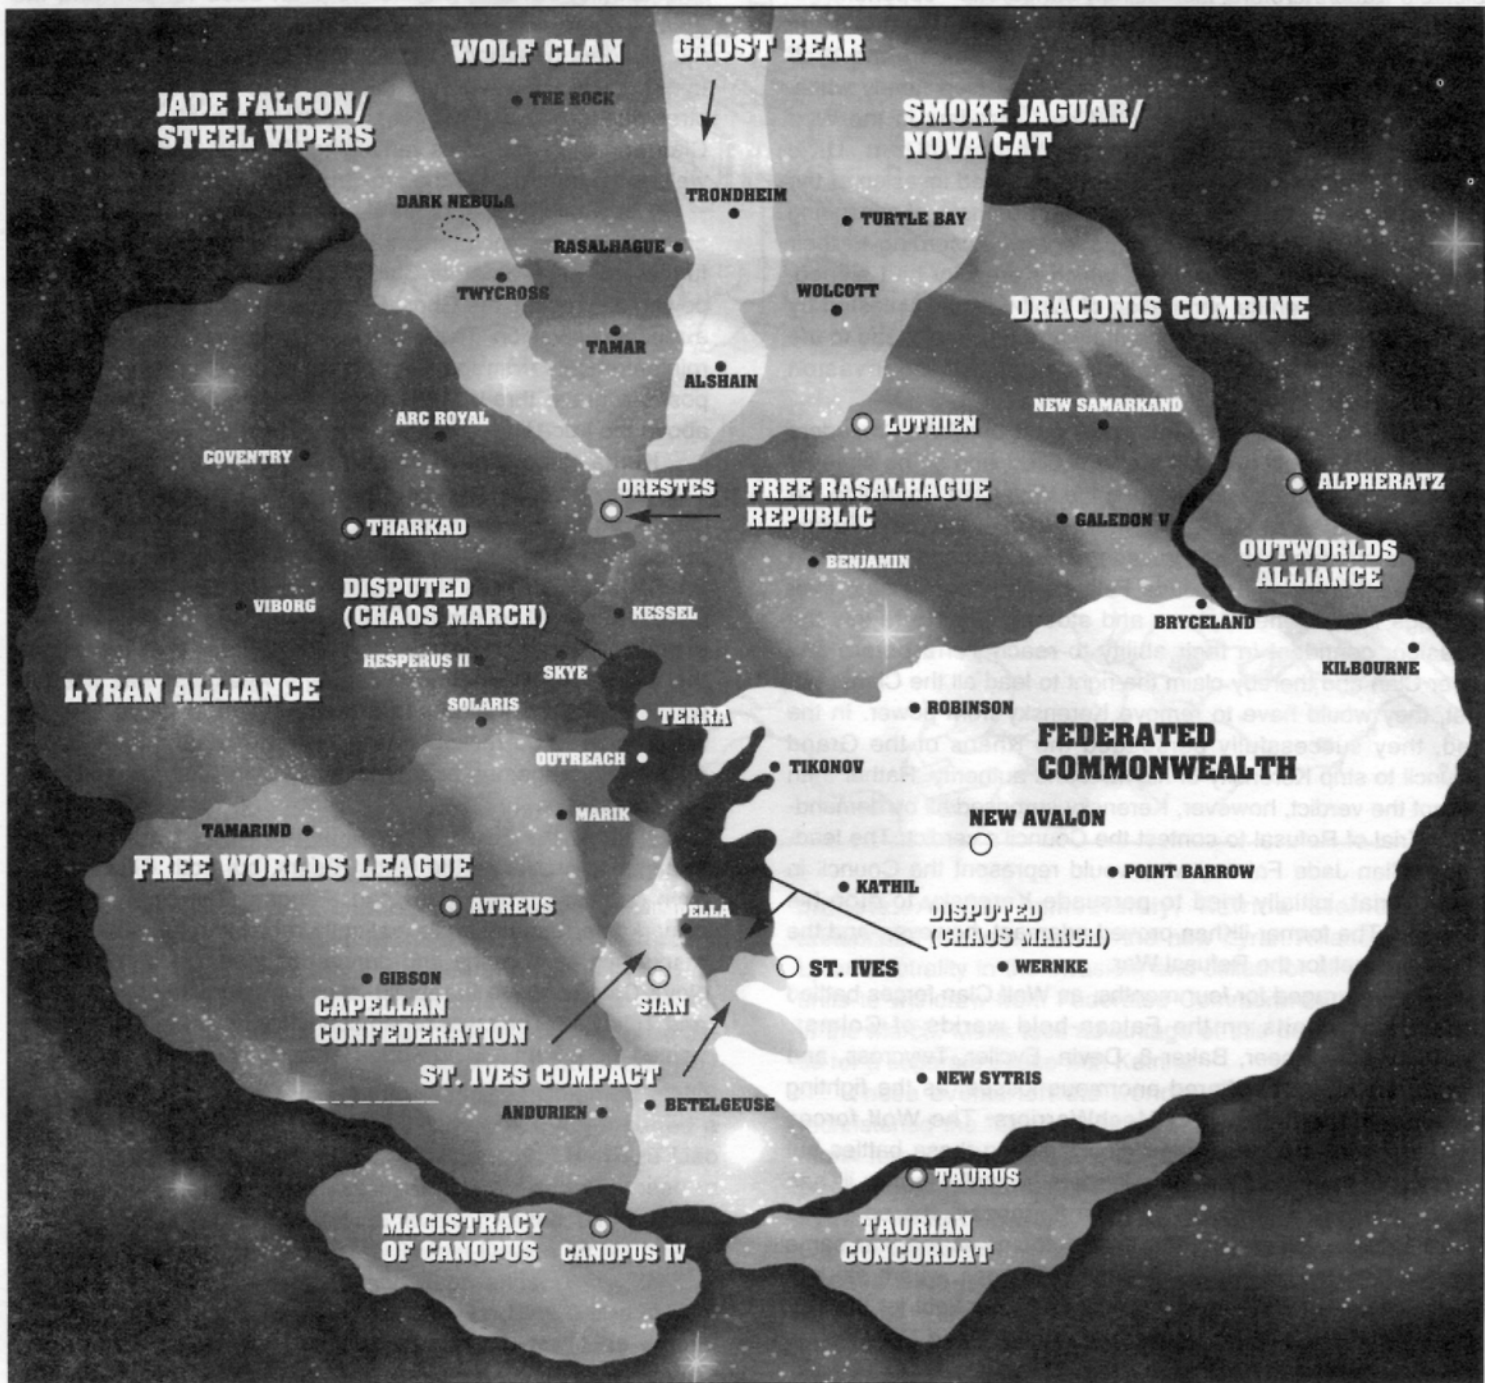 WOLF CLAN
GHOST BEAR
THE ROCK
JADE FALCON/
STEEL VIPERS
SMOKE JAGUAR/
NOVA CAT
DARK NEBULA
TRONDHEIM
TURTLE BAY
RASALHAGUE
TWYCROSS
WOLCOTT
DRACONIS COMBINE
TAMAR
ALSHAIN
ARC ROYAL
LUTHIEN
NEW SAMARKAND
COVENTRY
ORESTES
FREE RASALHAGUE
REPUBLIC
ALPHERATZ
THARKAD
GALEDON V
OUTWORLDS
ALLIANCE
BENJAMIN
DISPUTED
(CHAOS MARCH)
VIBORG
KESSEL
BRYCELAND
KILBOURNE
HESPERUS II
SKYE
LYRAN ALLIANCE
SOLARIS
TERRA
ROBINSON
FEDERATED
COMMONWEALTH
OUTREACH
TIKONOV
MARIK
NEW AVALON
TAMARIND
FREE WORLDS LEAGUE
POINT BARROW
KATHIL
ATREUS
PELLA
DISPUTED
(CHAOS MARCH)
GIBSON
ST. IVES
WERNKE
CAPELLAN
CONFEDERATION
SIAN
ST. IVES COMPACT
NEW SYRTIS
ANDURIEN
BETELGEUSE
TAURUS
MAGISTRACY
OF CANOPUS
CANOPUS IV
TAURIAN
CONCORDAT